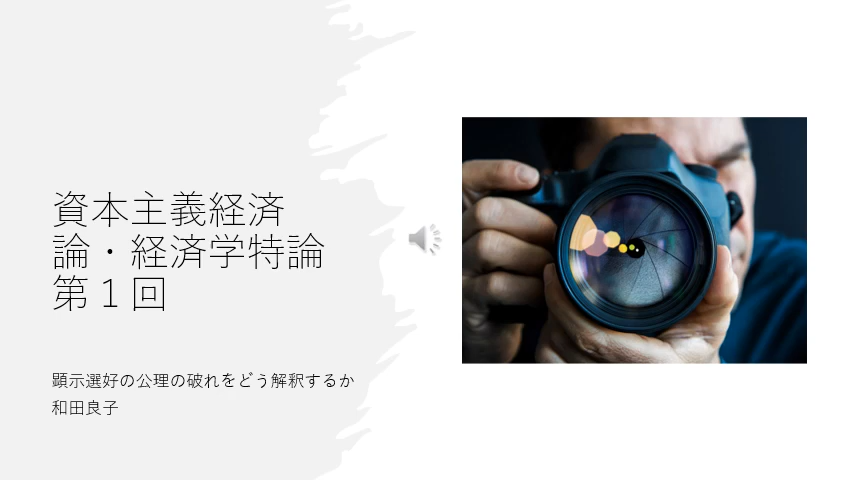 資本主義経済
論・経済学特論
第１回
顕示選好の公理の破れをどう解釈するか
和田良子